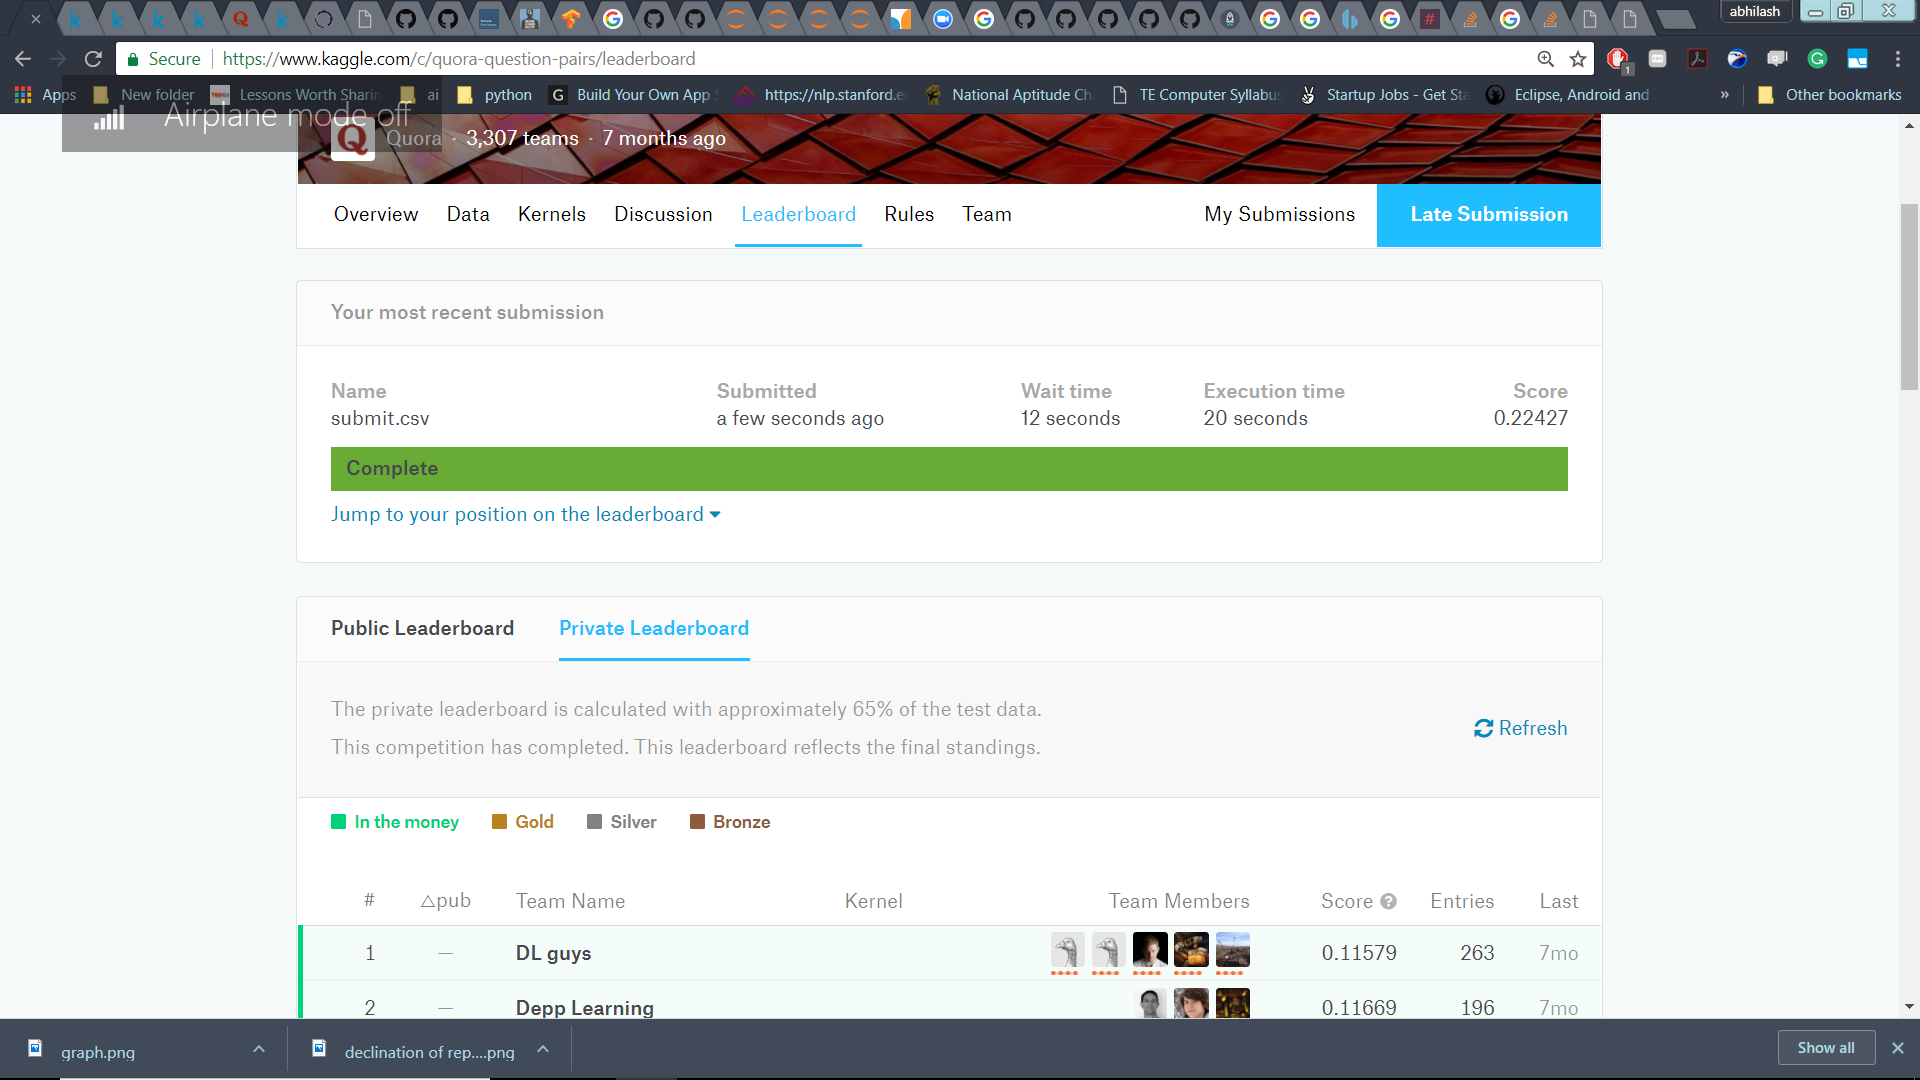 abhilash
Secure https://www.kaggle.com/c/quora-question-pairs/leaderboard
1
Apps New folder Lessons Worth Sharin ai python G Build Your Own App S https://nlp.stanford.e National Aptitude Ch TE Computer Syllabu Startup Jobs - Get Sta Eclipse, Android and » Other bookmarks
Airplane mode off
Quora · 3,307 teams · 7 months ago
Overview Data Kernels Discussion Leaderboard Rules Team My Submissions Late Submission
Your most recent submission
Name Submitted Wait time Execution time Score
submit.csv a few seconds ago 12 seconds 20 seconds 0.22427
Complete
Jump to your position on the leaderboard
Public Leaderboard Private Leaderboard
The private leaderboard is calculated with approximately 65% of the test data.
This competition has completed. This leaderboard reflects the final standings.
Refresh
In the money Gold Silver Bronze
# △pub Team Name Kernel Team Members Score ? Entries Last
1 — DL guys 0.11579 263 7mo
2 — Depp Learning 0.11669 196 7mo
graph.png declination of rep....png Show all